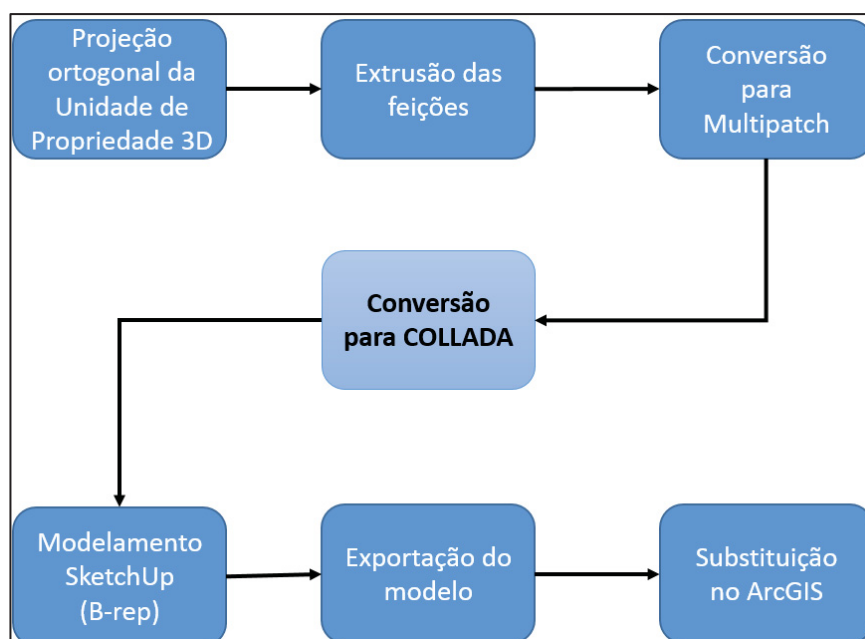 Projeção
ortogonal da
Unidade de
Propriedade 3D
Extrusão das
feições
Conversão
para
Multipatch
Conversão
para COLLADA
Modelamento
SketchUp
(B-rep)
Exportação do
modelo
Substituição
no ArcGIS